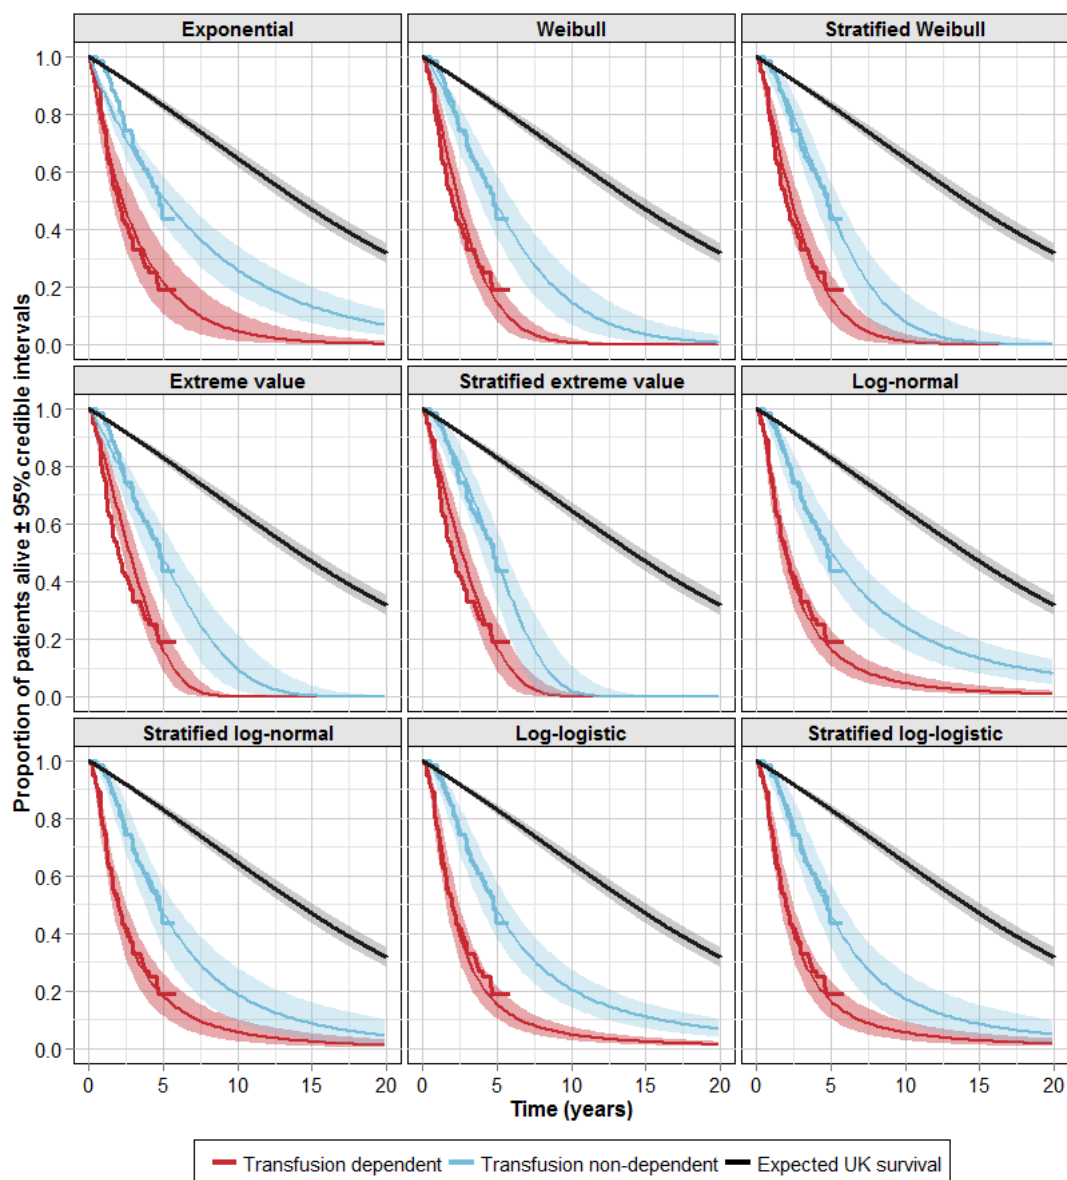 Exponential
Weibull
Stratified Weibull
1.0
0.8
0.6
0.4
0.2
0.0
Extreme value
Stratified extreme value
Log-normal
1.0
0.8
0.6
0.4
0.2
0.0
Stratified log-normal
Log-logistic
Stratified log-logistic
1.0
0.8
0.6
0.4
0.2
0.0
Proportion of patients alive ± 95% credible intervals
0 5 10 15 20
0 5 10 15 20
0 5 10 15 20
Time (years)
Transfusion dependent
Transfusion non-dependent
Expected UK survival